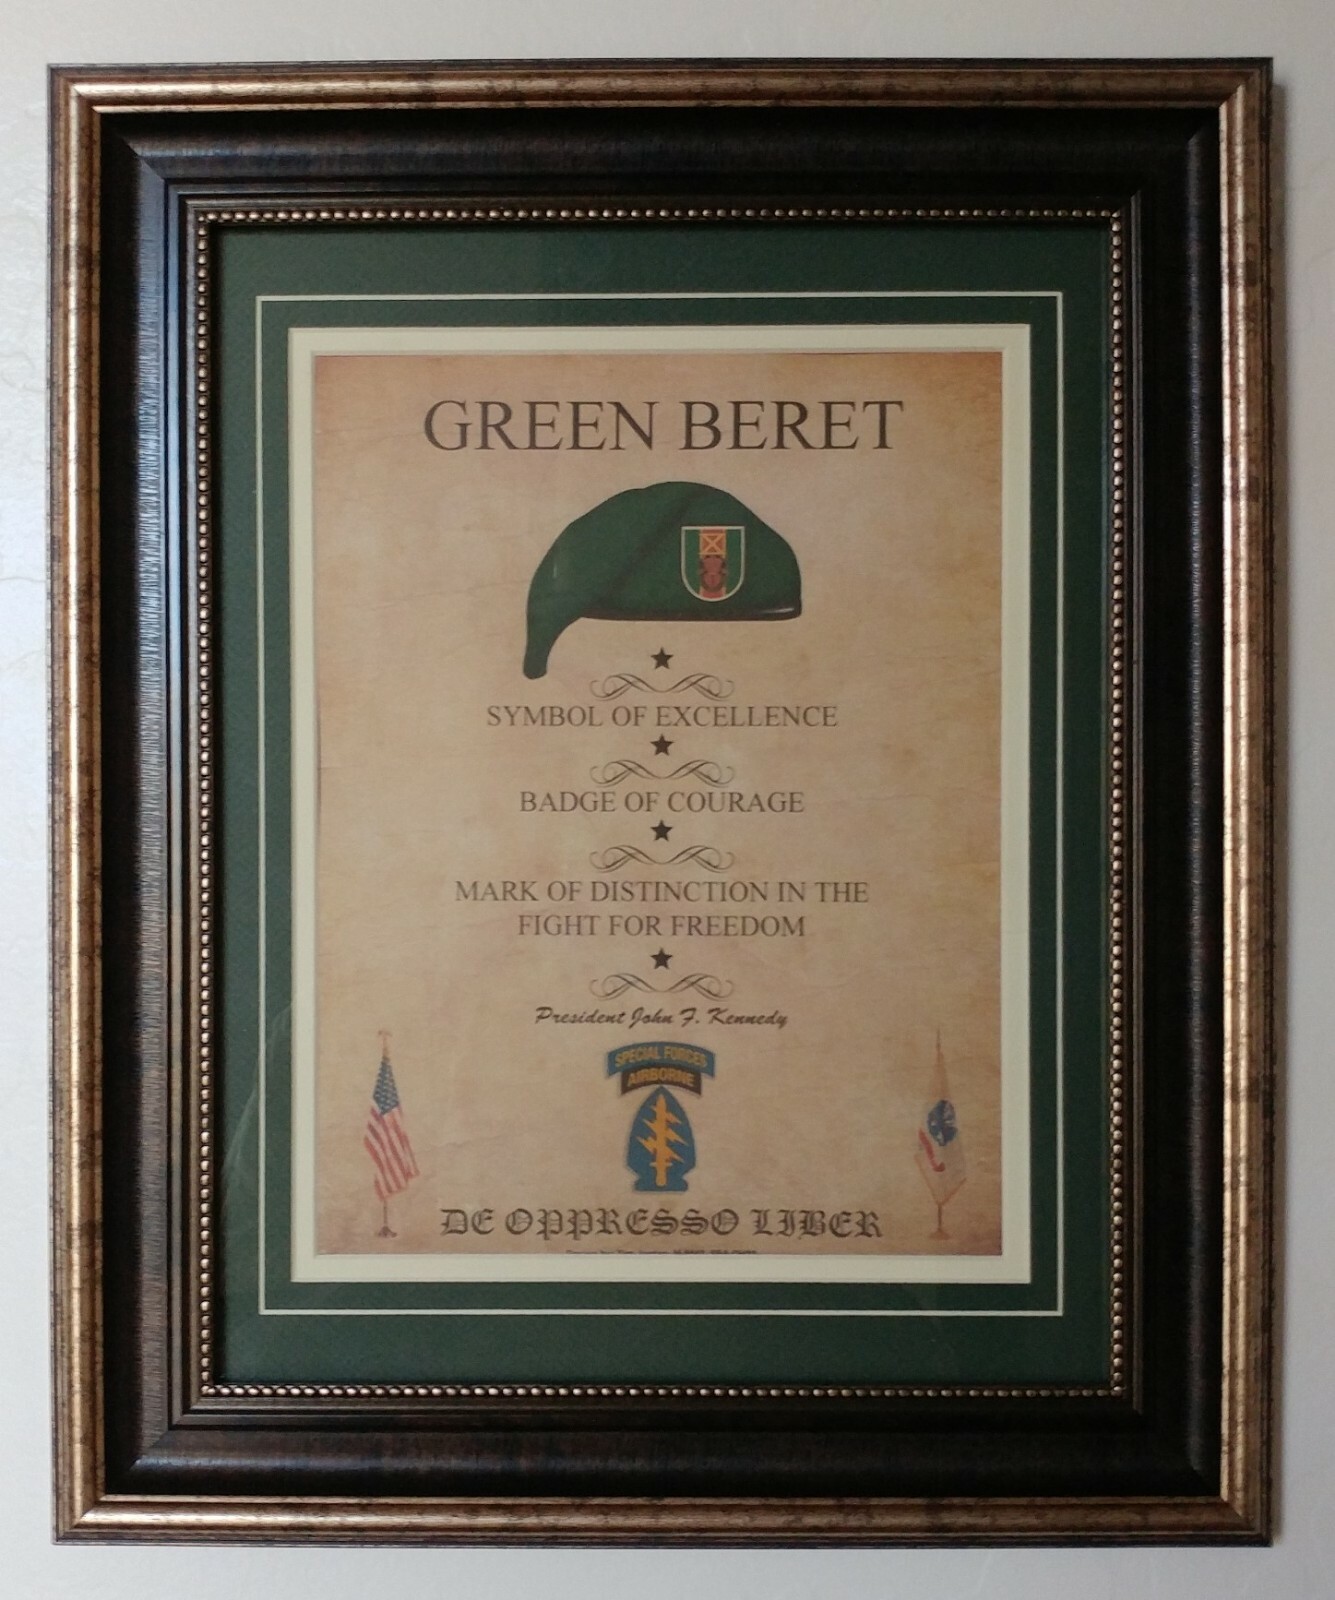 GREEN BERET
SYMBOL OF EXCELLENCE
BADGE OF COURAGE
MARK OF DISTINCTION IN THE
FIGHT FOR FREEDOM
President John F. Kennedy
SPECIAL FORCES
AIRBORNE
DE OPPRESSO LIBER